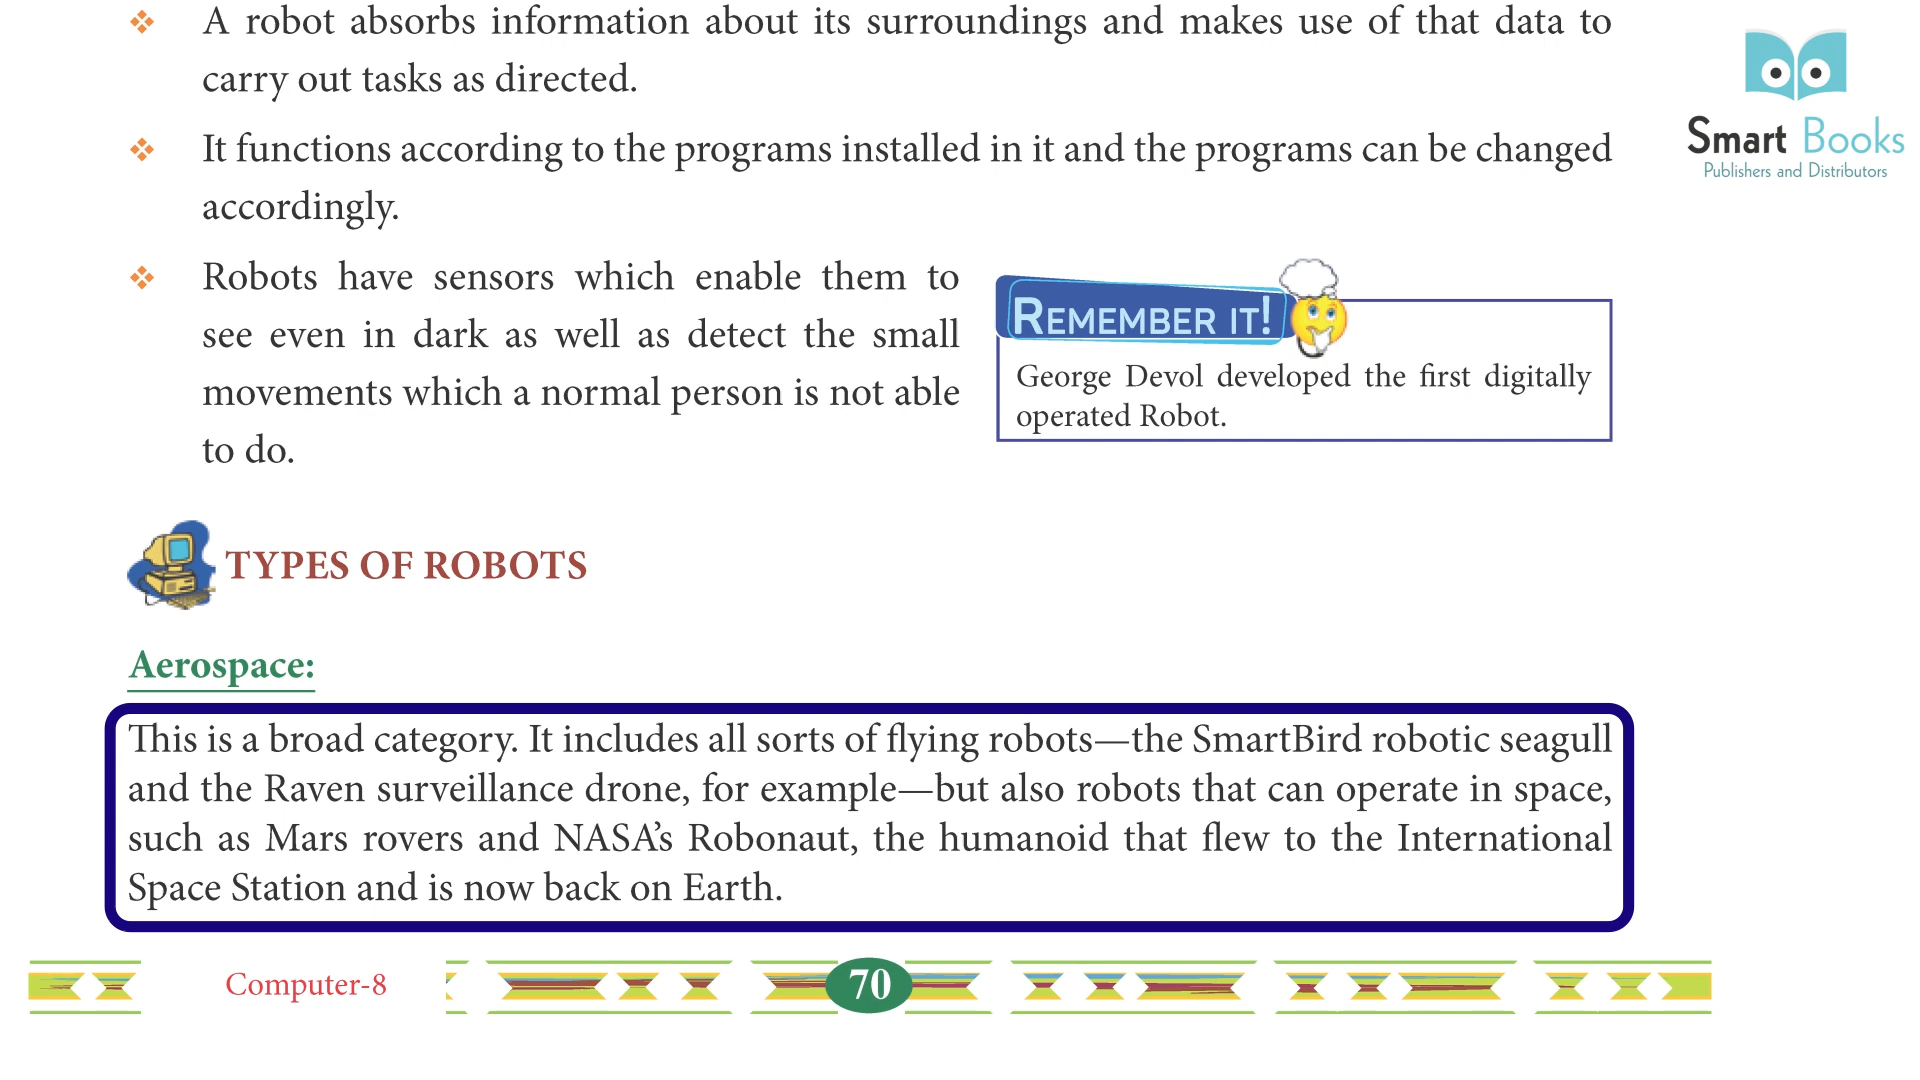 A robot absorbs information about its surroundings and makes use of that data to
carry out tasks as directed.
It functions according to the programs installed in it and the programs can be changed
accordingly.
Robots have sensors which enable them to
see even in dark as well as detect the small
movements which a normal person is not able
to do.
REMEMBER IT!
George Devol developed the first digitally
operated Robot.
Smart Books
Publishers and Distributors
TYPES OF ROBOTS
Aerospace:
This is a broad category. It includes all sorts of flying robots—the SmartBird robotic seagull
and the Raven surveillance drone, for example—but also robots that can operate in space,
such as Mars rovers and NASA’s Robonaut, the humanoid that flew to the International
Space Station and is now back on Earth.
Computer-8
70